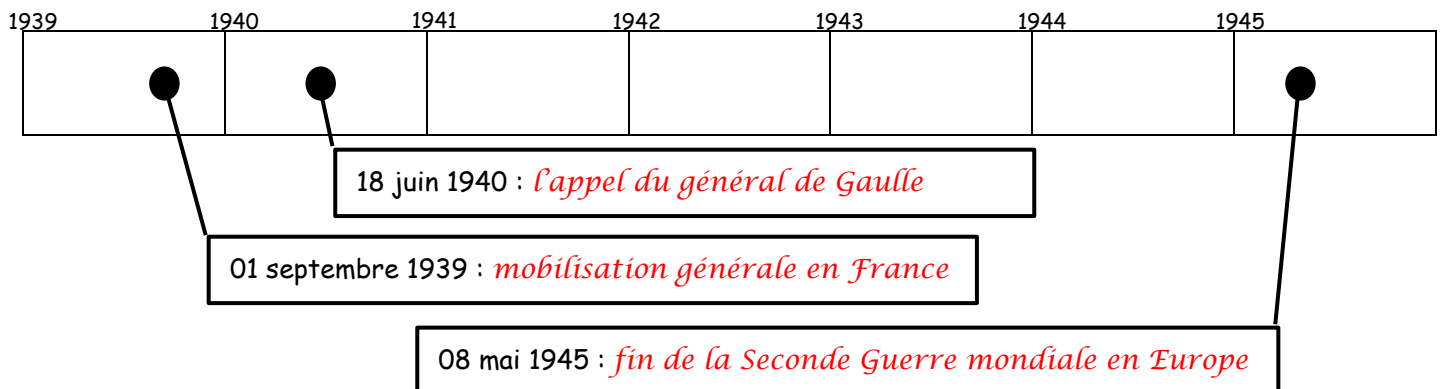 1939 1940 1941 1942 1943 1944 1945
18 juin 1940 : l'appel du général de Gaulle
01 septembre 1939 : mobilisation générale en France
08 mai 1945 : fin de la Seconde Guerre mondiale en Europe